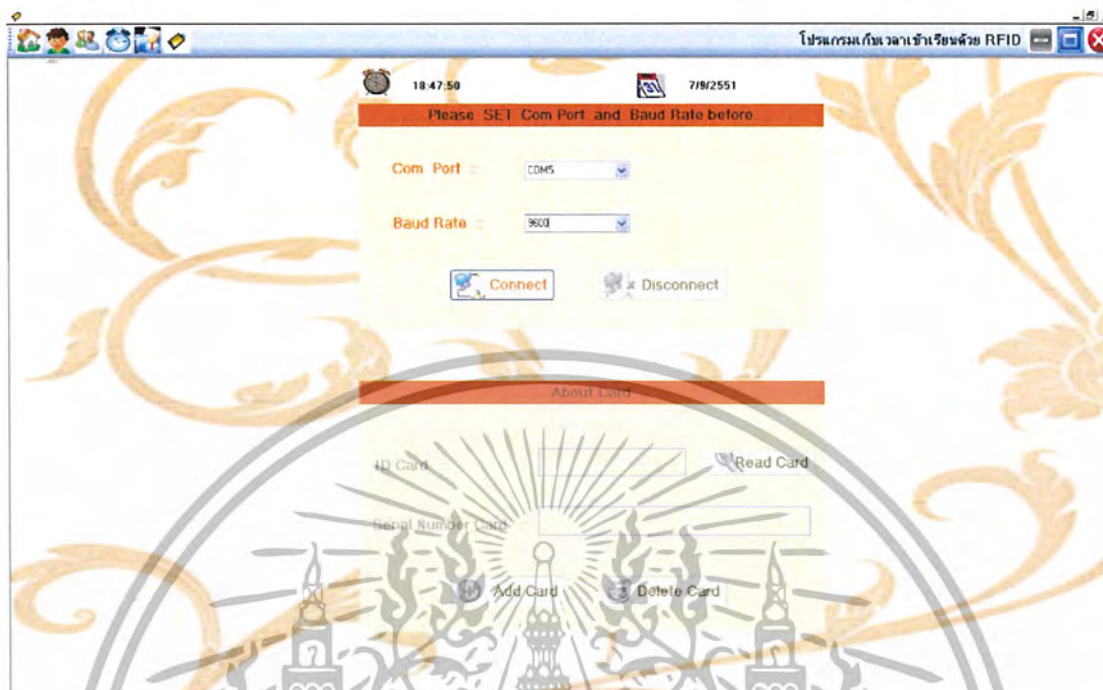 โปรแกรมเก็บเวลาเข้าเรียนด้วย RFID
18:47:50 7/9/2551
Please SET Com Port and Baud Rate before
Com Port :: COM5
Baud Rate :: 9600
Connect Disconnect
About Card
ID Card Read Card
Serial Number Card
Add Card Delete Card